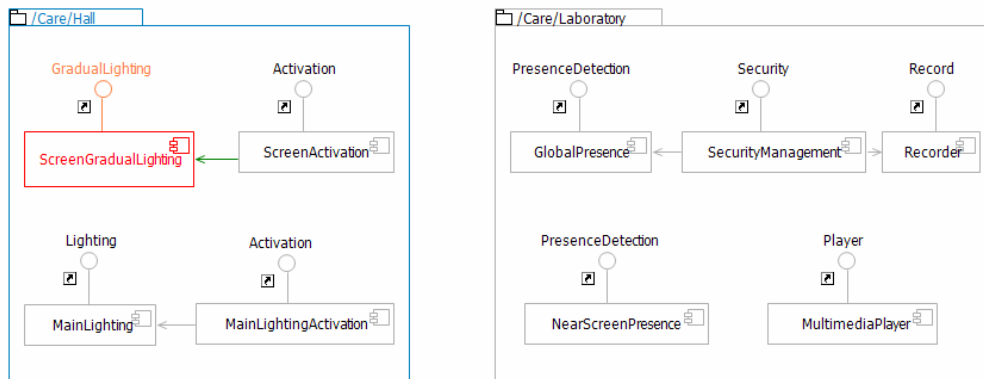 /Care/Hall
/Care/Laboratory
GradualLighting
Activation
PresenceDetection
Security
Record
ScreenGradualLighting
ScreenActivation
GlobalPresence
SecurityManagement
Recorder
Lighting
Activation
PresenceDetection
Player
MainLighting
MainLightingActivation
NearScreenPresence
MultimediaPlayer